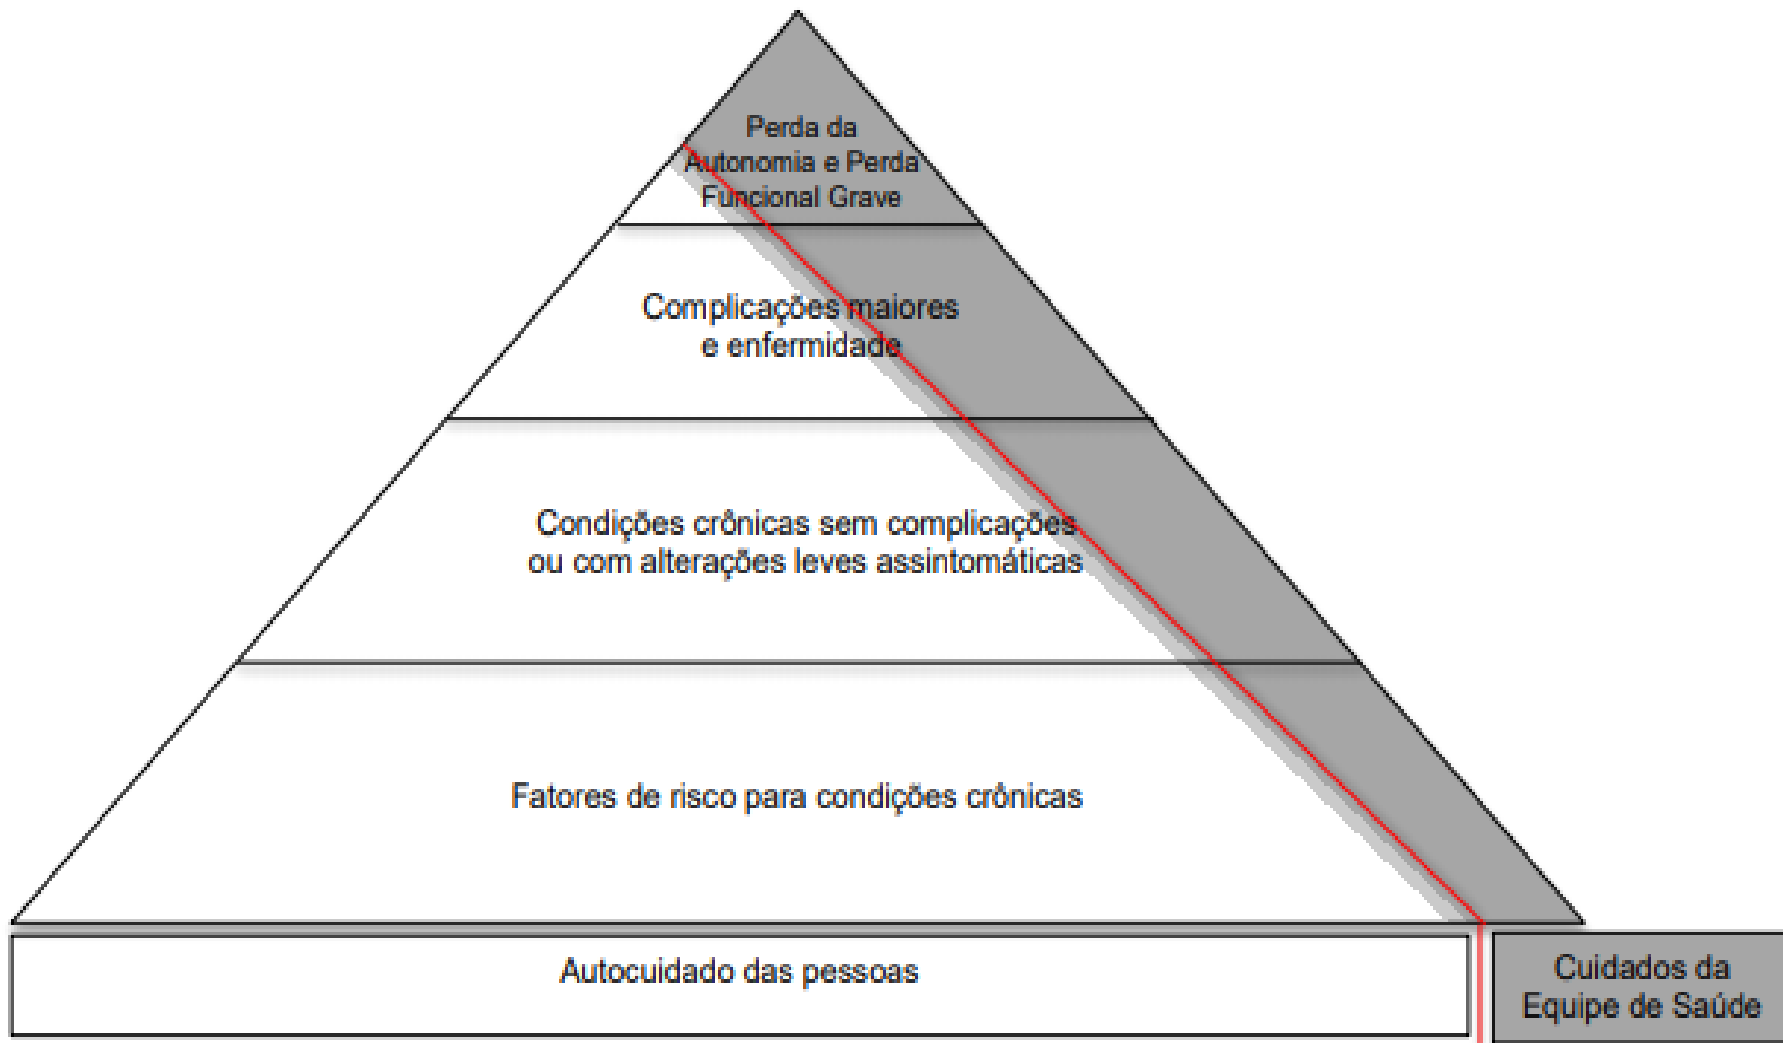 Perda da
Autonomia e Perda
Funcional Grave
Complicações maiores
e enfermidade
Condições crônicas sem complicações
ou com alterações leves assintomáticas
Fatores de risco para condições crônicas
Autocuidado das pessoas
Cuidados da
Equipe de Saúde